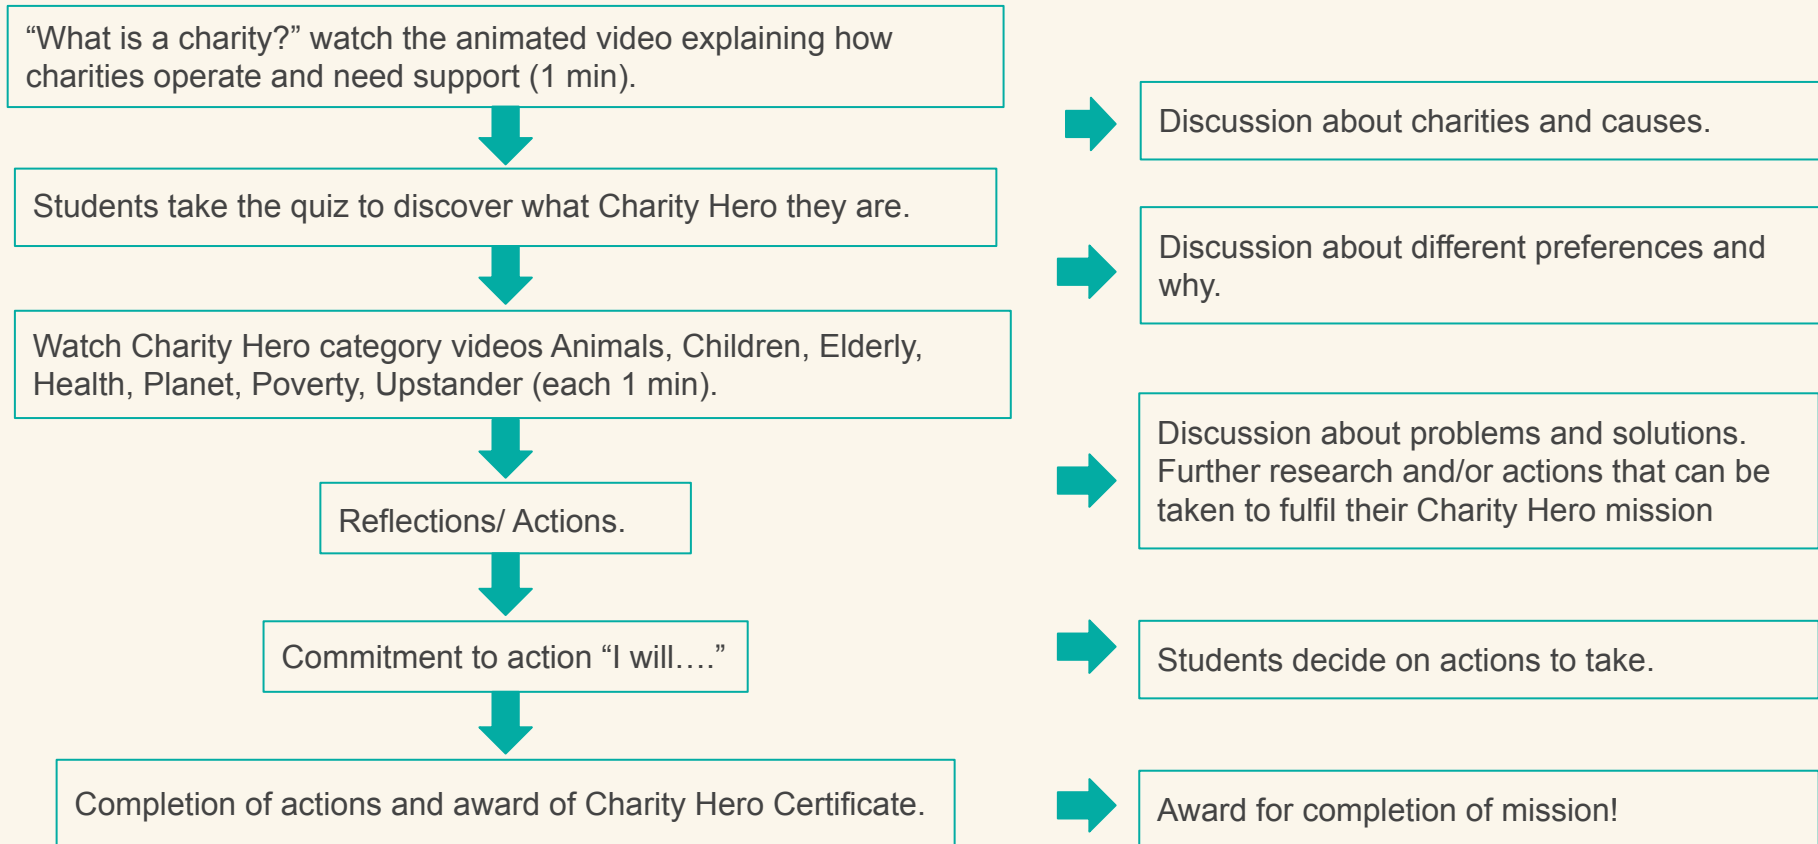 “What is a charity?” watch the animated video explaining how
charities operate and need support (1 min).
Discussion about charities and causes.
Students take the quiz to discover what Charity Hero they are.
Discussion about different preferences and
why.
Watch Charity Hero category videos Animals, Children, Elderly,
Health, Planet, Poverty, Upstander (each 1 min).
Discussion about problems and solutions.
Further research and/or actions that can be
taken to fulfil their Charity Hero mission
Reflections/ Actions.
Commitment to action “I will….”
Students decide on actions to take.
Completion of actions and award of Charity Hero Certificate.
Award for completion of mission!